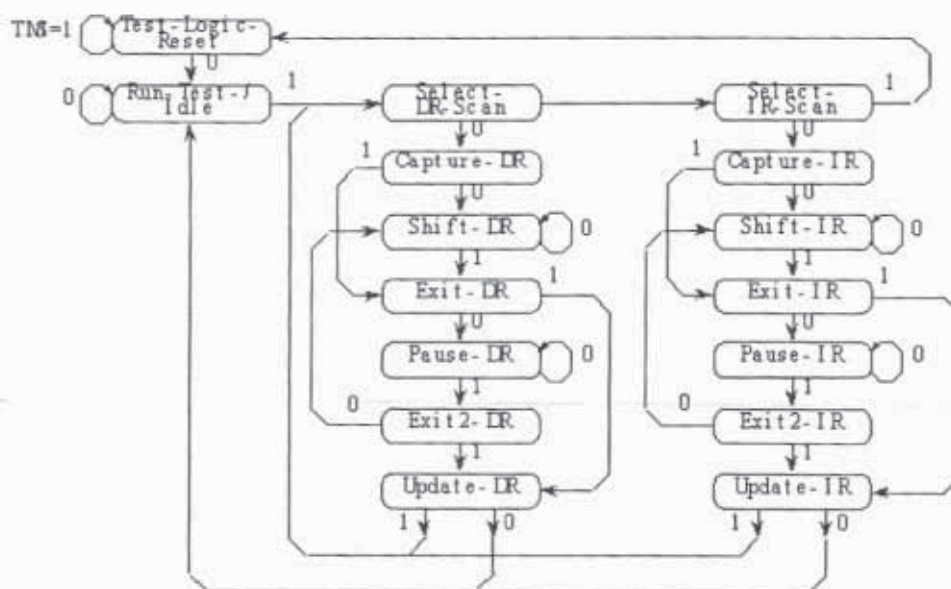 TMS=1
Test-Logic-
Reset
0
0
Run-Test-/
Idle
1
Select-
DR-Scan
Select-
IR-Scan
1
0
0
1
Capture-DR
1
Capture-IR
0
0
Shift-DR
0
Shift-IR
0
1
1
Exit-DR
1
Exit-IR
1
0
0
Pause-DR
0
Pause-IR
0
1
1
0
Exit2-DR
0
Exit2-IR
1
1
Update-DR
Update-IR
1
0
1
0